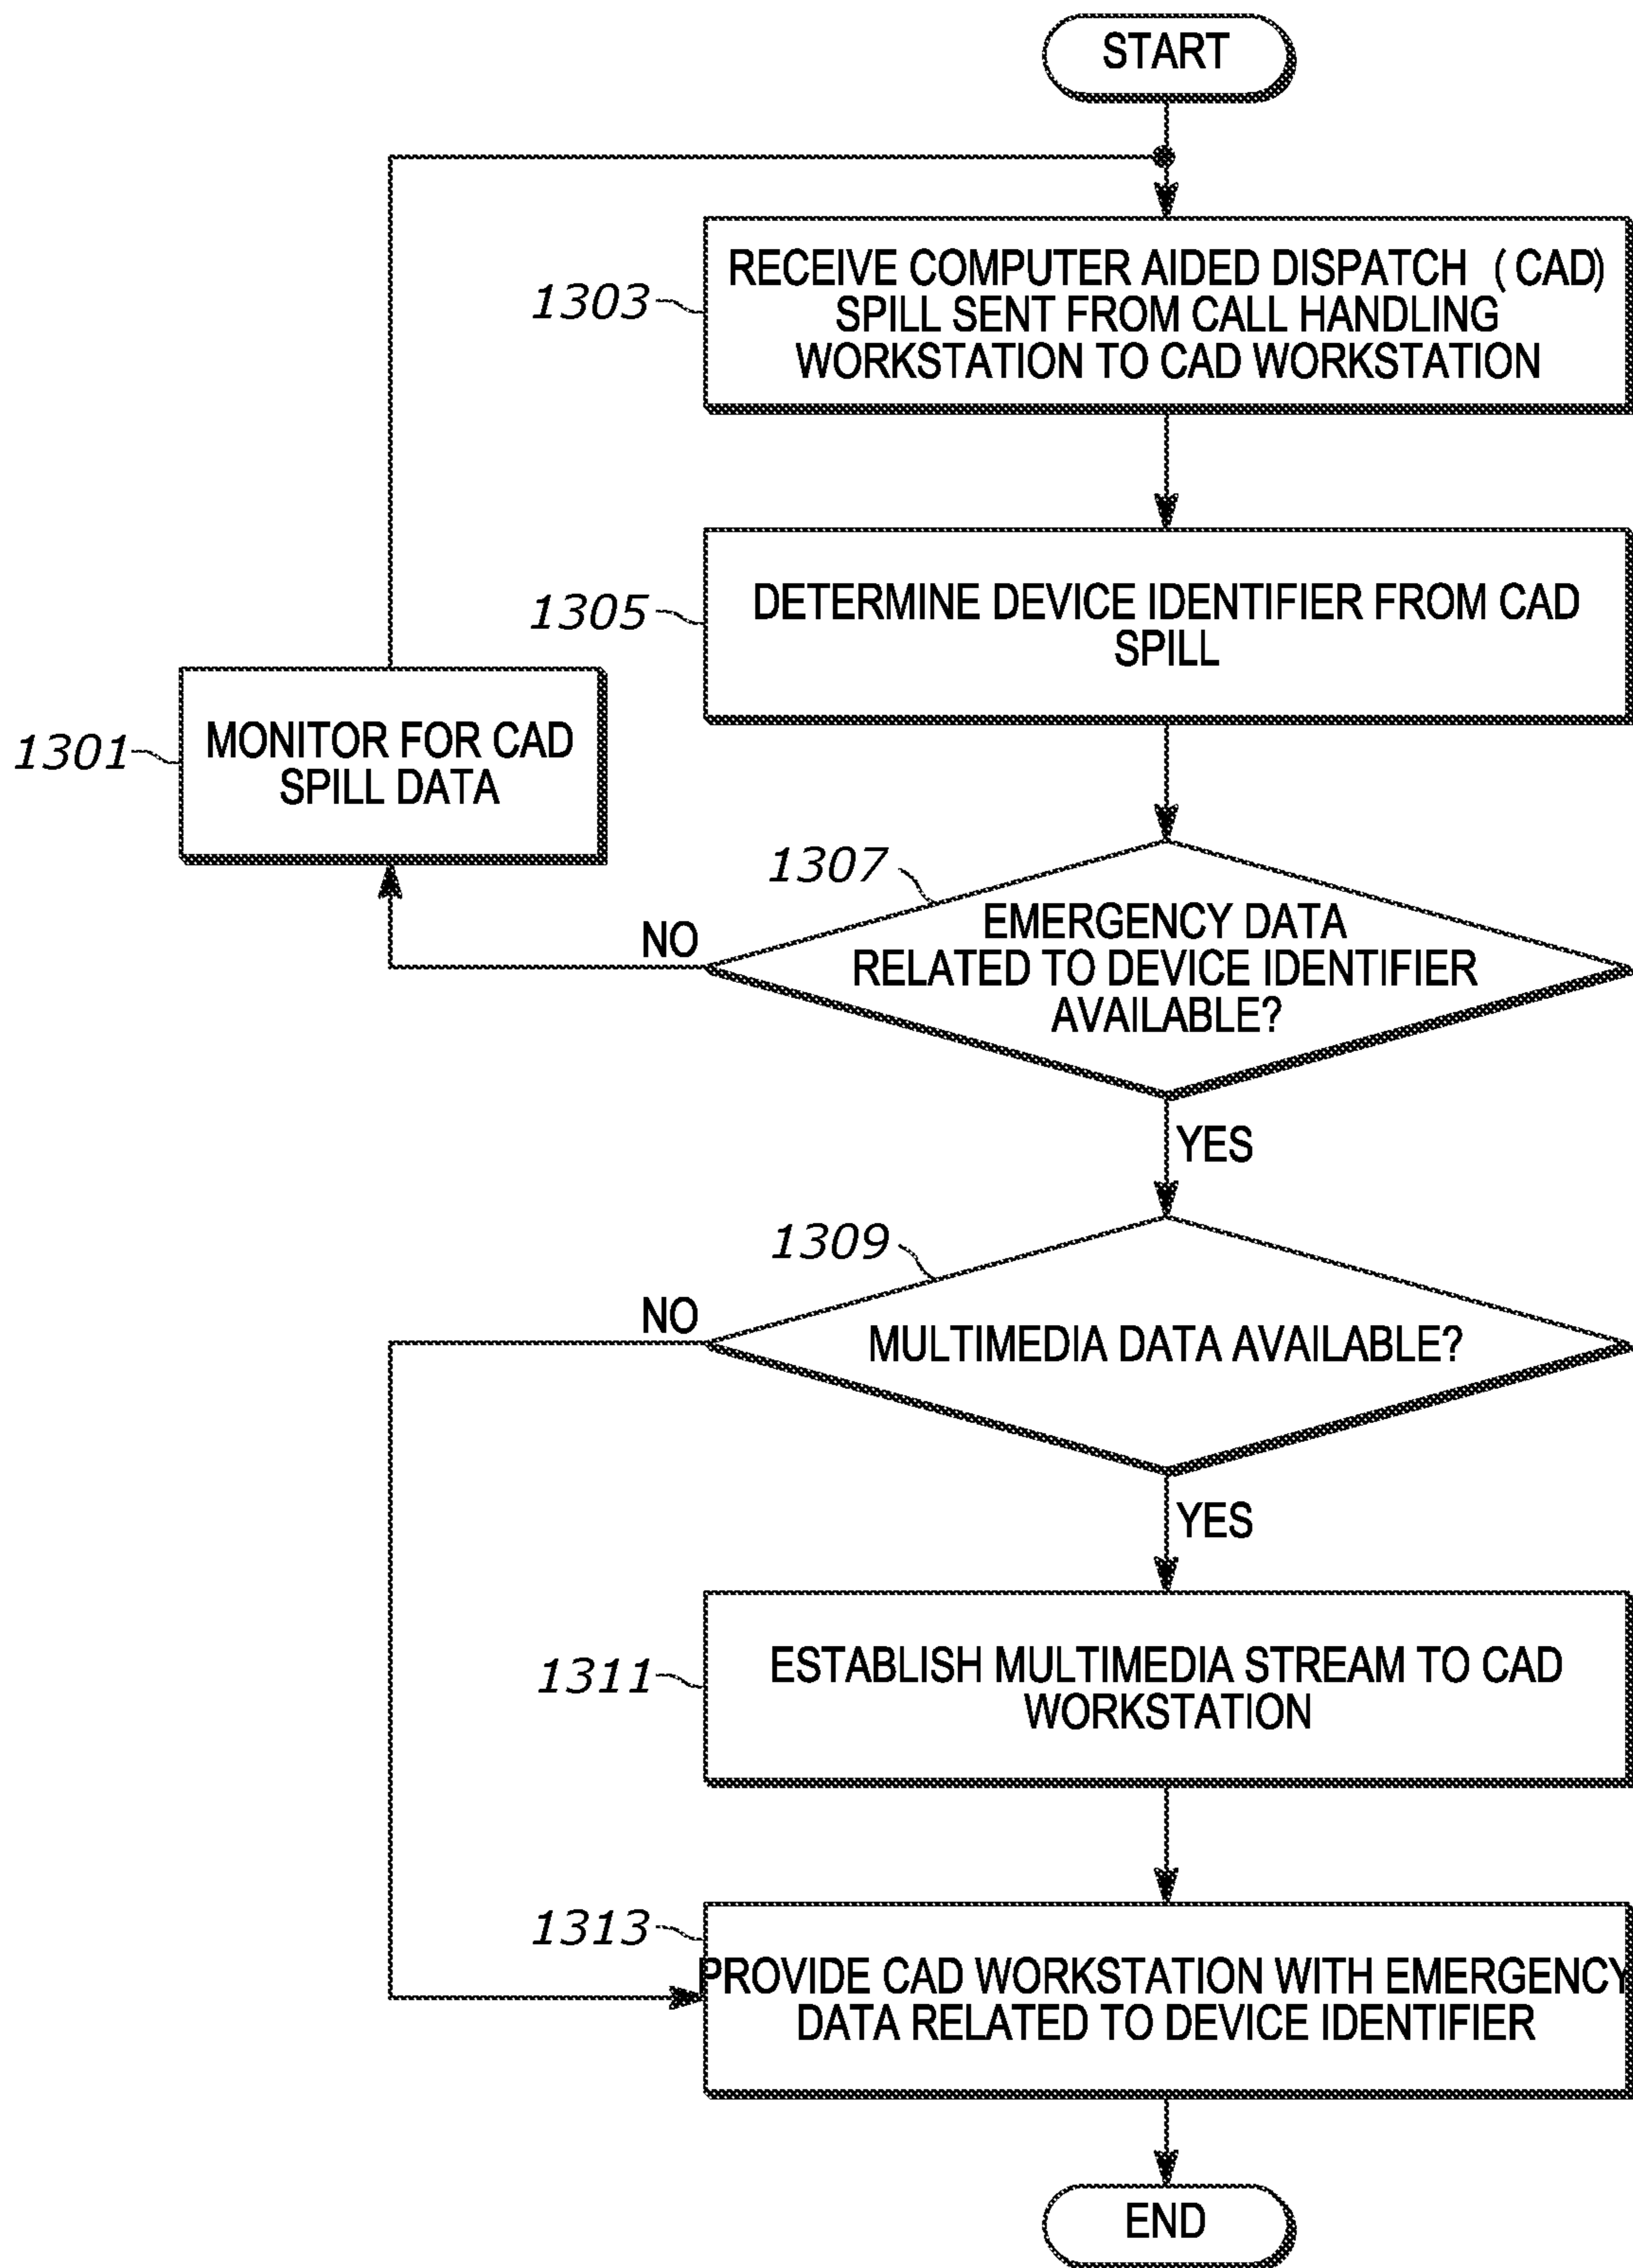 START
RECEIVE COMPUTER AIDED DISPATCH (CAD)
SPILL SENT FROM CALL HANDLING
WORKSTATION TO CAD WORKSTATION
1303
DETERMINE DEVICE IDENTIFIER FROM CAD
SPILL
1305
MONITOR FOR CAD
SPILL DATA
1301
1307
EMERGENCY DATA
RELATED TO DEVICE IDENTIFIER
AVAILABLE?
NO
YES
1309
MULTIMEDIA DATA AVAILABLE?
NO
YES
ESTABLISH MULTIMEDIA STREAM TO CAD
WORKSTATION
1311
1313
PROVIDE CAD WORKSTATION WITH EMERGENCY
DATA RELATED TO DEVICE IDENTIFIER
END